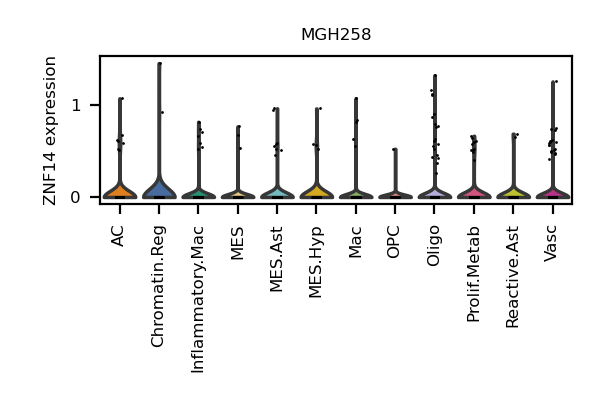 MGH258
ZNF14 expression
1
0
AC
Chromatin.Reg
Inflammatory.Mac
MES
MES.Ast
MES.Hyp
Mac
OPC
Oligo
Prolif.Metab
Reactive.Ast
Vasc